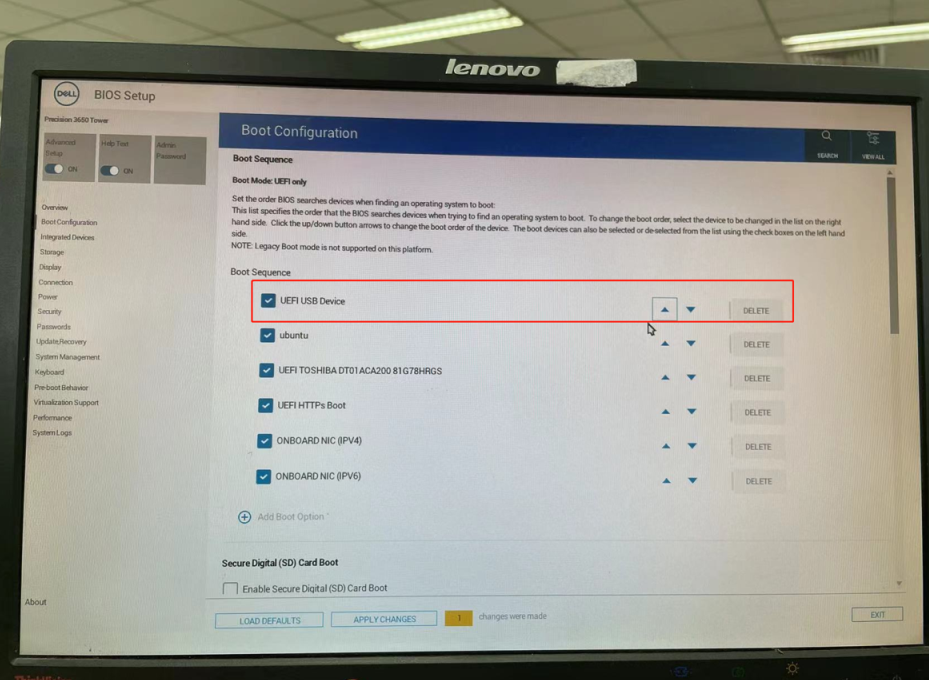 lenovo
DELL
BIOS Setup
Precision 3650 Tower
Advanced
Setup
ON
Help Text
ON
Admin
Password
Overview
Boot Configuration
Integrated Devices
Storage
Display
Connection
Power
Security
Passwords
Update,Recovery
System Management
Keyboard
Pre-boot Behavior
Virtualization Support
Performance
System Logs
About
Boot Configuration
SEARCH
VIEW ALL
Boot Sequence
Boot Mode: UEFI only
Set the order BIOS searches devices when finding an operating system to boot:
This list specifies the order that the BIOS searches devices when trying to find an operating system to boot. To change the boot order, select the device to be changed in the list on the right
hand side. Click the up/down button arrows to change the boot order of the device. The boot devices can also be selected or de-selected from the list using the check boxes on the left hand
side.
NOTE: Legacy Boot mode is not supported on this platform.
Boot Sequence
UEFI USB Device
DELETE
ubuntu
DELETE
UEFI TOSHIBA DT01ACA200 81G78HRGS
DELETE
UEFI HTTPs Boot
DELETE
ONBOARD NIC (IPV4)
DELETE
ONBOARD NIC (IPV6)
DELETE
Add Boot Option
Secure Digital (SD) Card Boot
Enable Secure Digital (SD) Card Boot
LOAD DEFAULTS
APPLY CHANGES
1
changes were made
EXIT